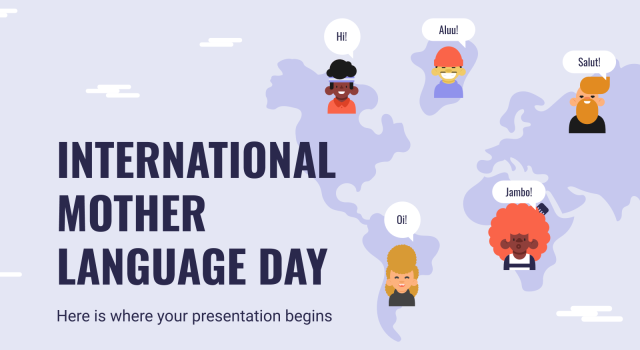 Hi!
Aluu!
Salut!
INTERNATIONAL
MOTHER
LANGUAGE DAY
Jambo!
Oi!
Here is where your presentation begins